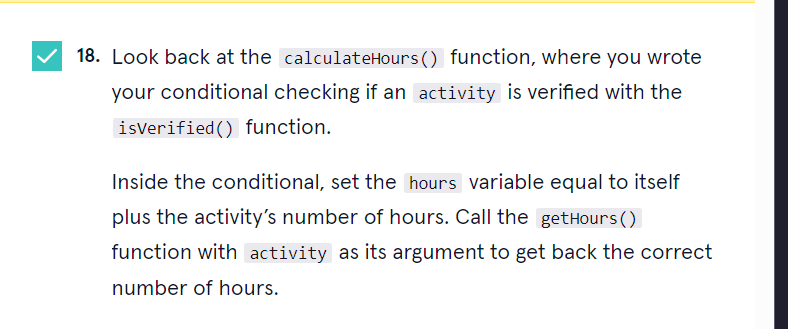 18. Look back at the calculateHours() function, where you wrote
your conditional checking if an activity is verified with the
isVerified() function.
Inside the conditional, set the hours variable equal to itself
plus the activity’s number of hours. Call the getHours()
function with activity as its argument to get back the correct
number of hours.